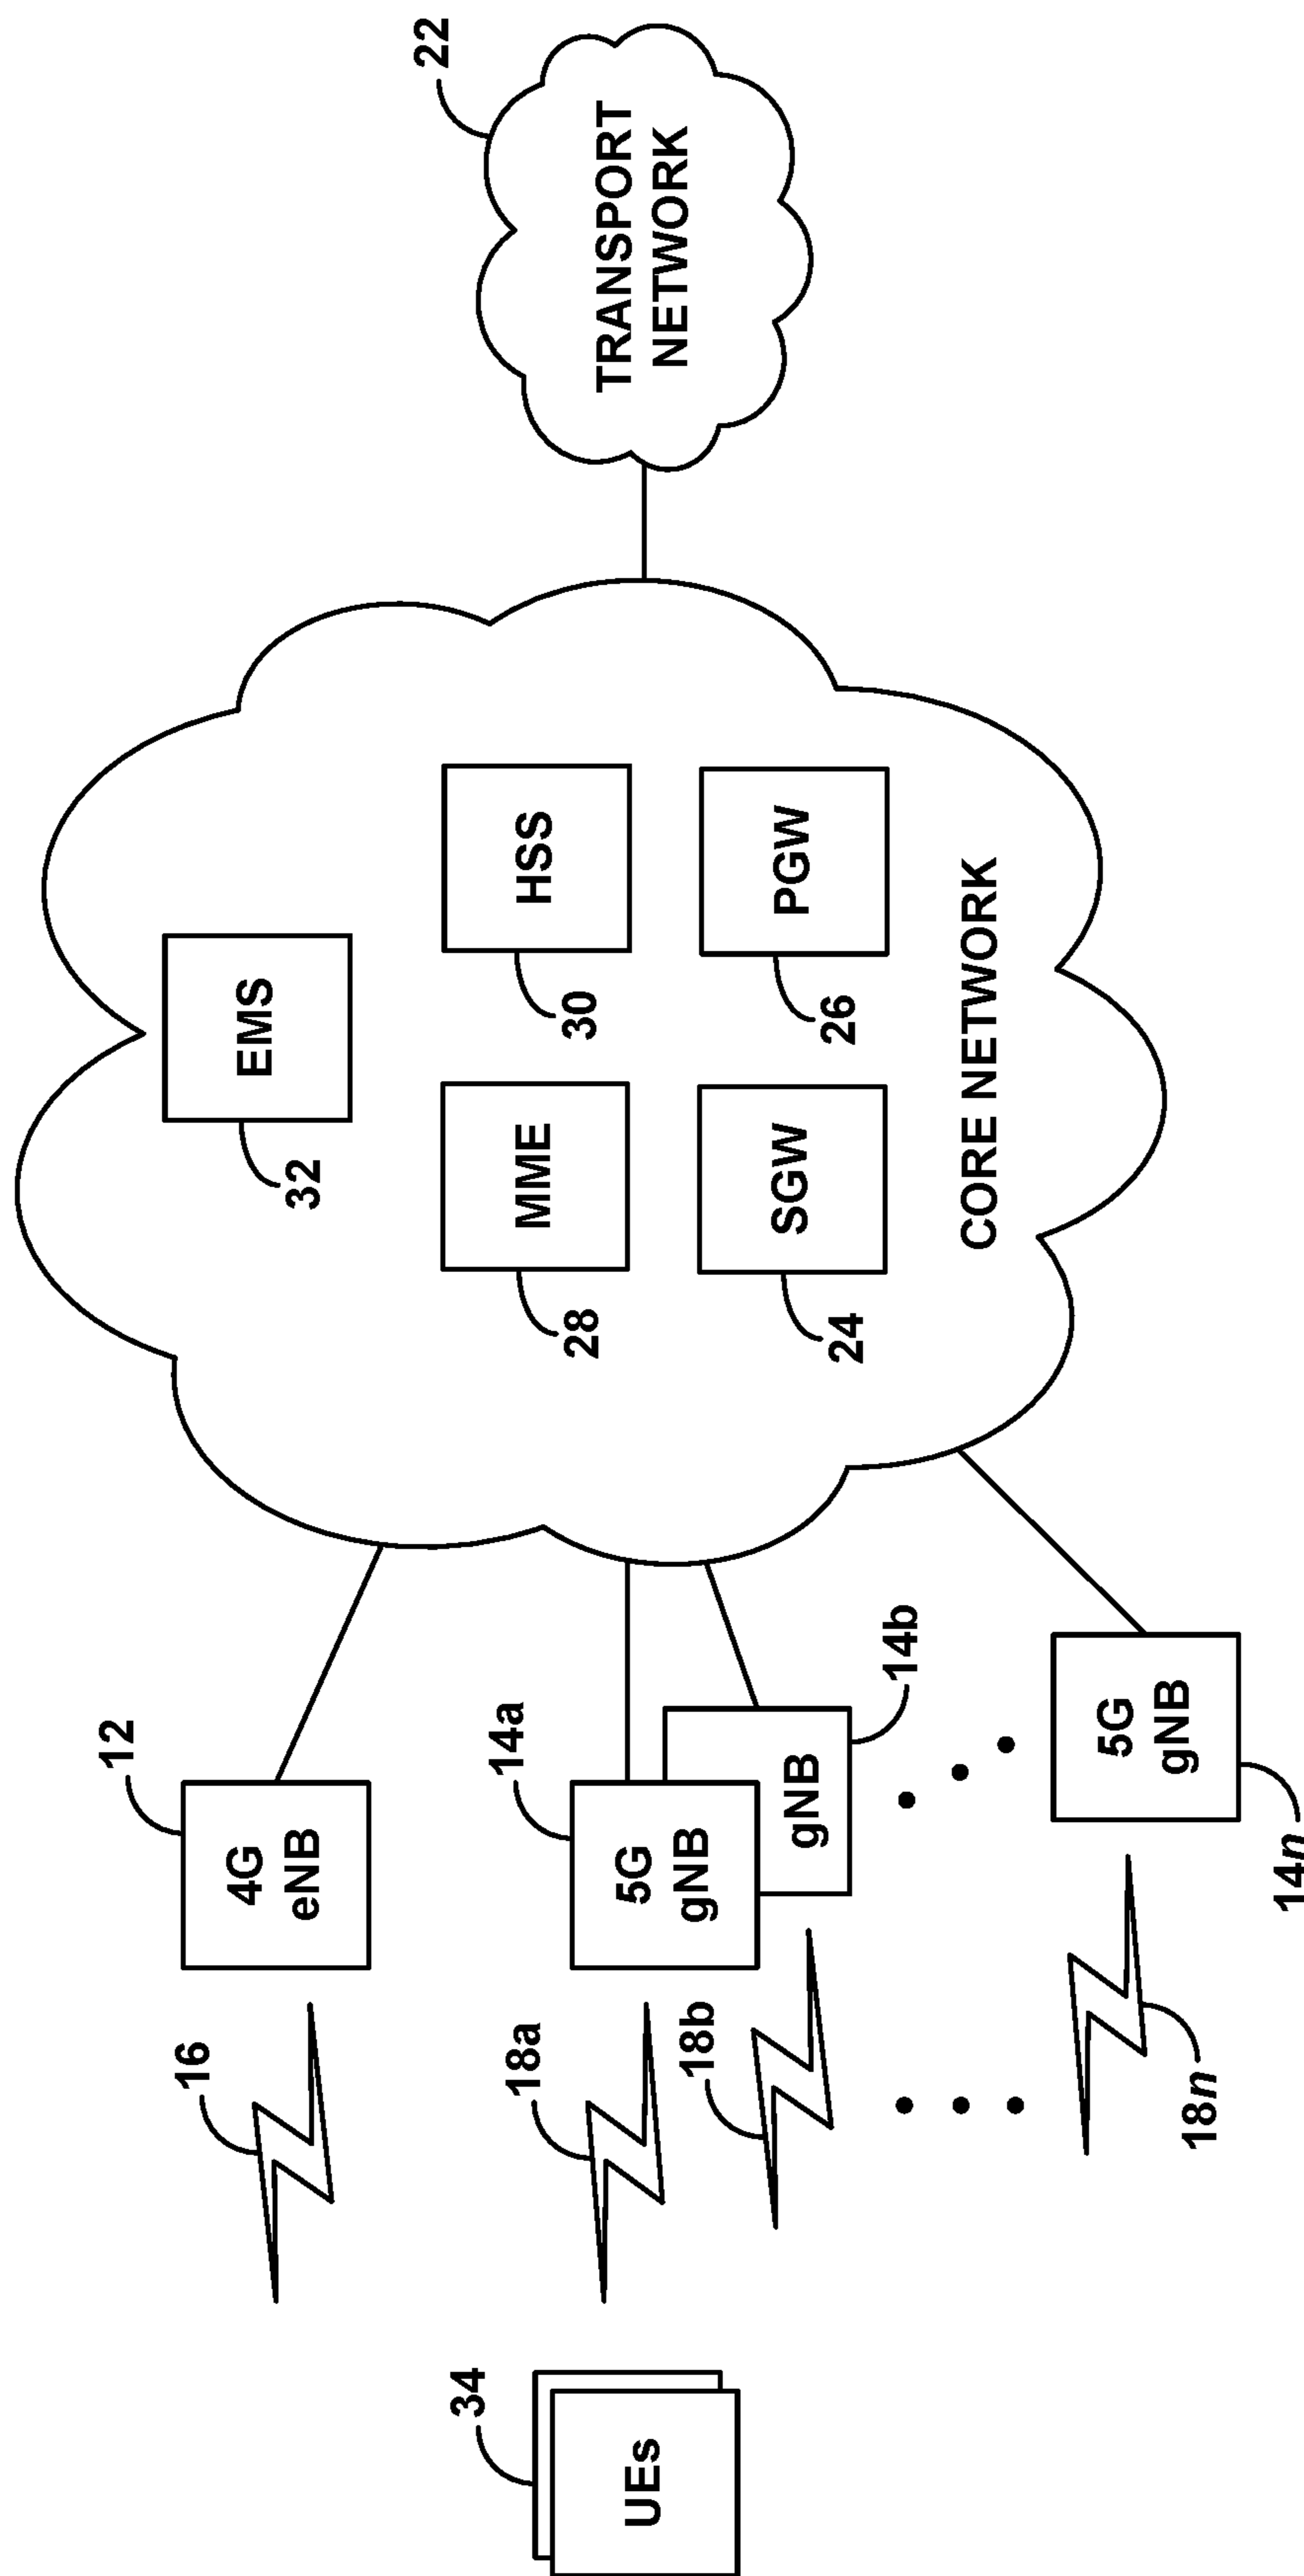 12
4G
eNB
16
14a
5G
gNB
18a
14b
gNB
18b
5G
gNB
14n
18n
34
UEs
EMS
32
MME
28
HSS
30
SGW
24
PGW
26
CORE NETWORK
22
TRANSPORT
NETWORK